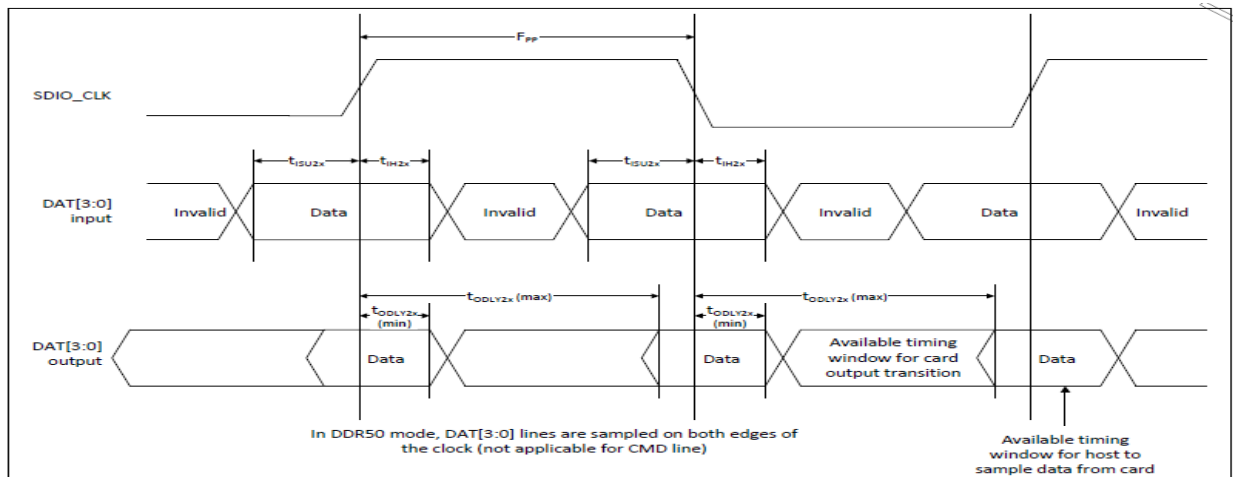 FPP
SDIO_CLK
tISU2x
tIH2x
tISU2x
tIH2x
DAT[3:0]
input
Invalid
Data
Invalid
Data
Invalid
Data
Invalid
tODLY2x (max)
tODLY2x (max)
tODLY2x
(min)
tODLY2x
(min)
DAT[3:0]
output
Data
Data
Available timing
window for card
output transition
Data
In DDR50 mode, DAT[3:0] lines are sampled on both edges of
the clock (not applicable for CMD line)
Available timing
window for host to
sample data from card